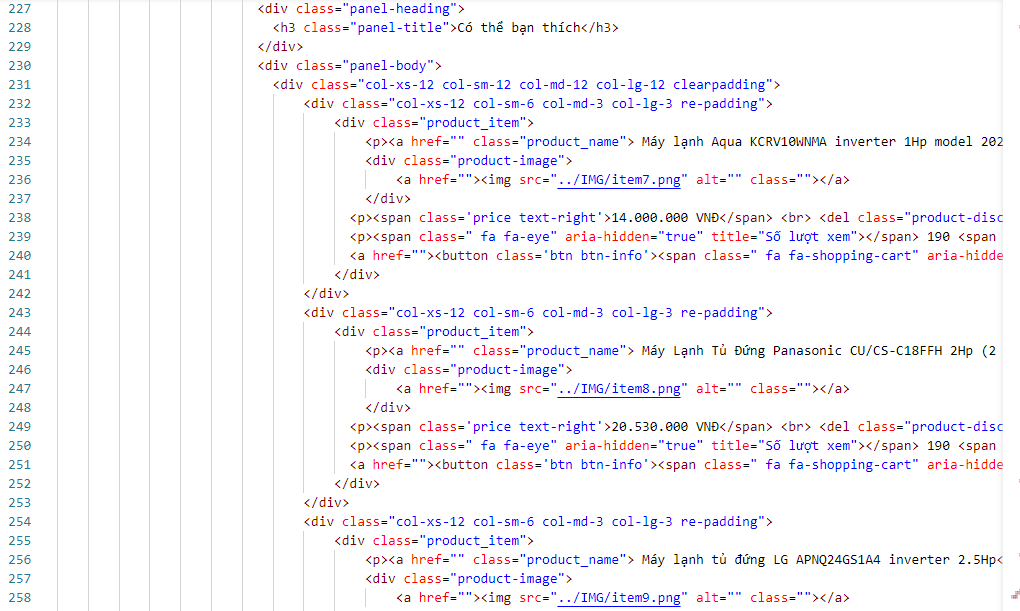 227 <div class="panel-heading">
228 <h3 class="panel-title">Có thể bạn thích</h3>
229 </div>
230 <div class="panel-body">
231 <div class="col-xs-12 col-sm-12 col-md-12 col-lg-12 clearpadding">
232 <div class="col-xs-12 col-sm-6 col-md-3 col-lg-3 re-padding">
233 <div class="product_item">
234 <p><a href="" class="product_name"> Máy lạnh Aqua KCRV10WNMA inverter 1Hp model 202
235 <div class="product-image">
236 <a href=""><img src="../IMG/item7.png" alt="" class=""></a>
237 </div>
238 <p><span class='price text-right'>14.000.000 VNĐ</span> <br> <del class="product-disc
239 <p><span class=" fa fa-eye" aria-hidden="true" title="Số lượt xem"></span> 190 <span
240 <a href=""><button class='btn btn-info'><span class=" fa fa-shopping-cart" aria-hidde
241 </div>
242 </div>
243 <div class="col-xs-12 col-sm-6 col-md-3 col-lg-3 re-padding">
244 <div class="product_item">
245 <p><a href="" class="product_name"> Máy Lạnh Tủ Đứng Panasonic CU/CS-C18FFH 2Hp (2
246 <div class="product-image">
247 <a href=""><img src="../IMG/item8.png" alt="" class=""></a>
248 </div>
249 <p><span class='price text-right'>20.530.000 VNĐ</span> <br> <del class="product-disc
250 <p><span class=" fa fa-eye" aria-hidden="true" title="Số lượt xem"></span> 190 <span
251 <a href=""><button class='btn btn-info'><span class=" fa fa-shopping-cart" aria-hidde
252 </div>
253 </div>
254 <div class="col-xs-12 col-sm-6 col-md-3 col-lg-3 re-padding">
255 <div class="product_item">
256 <p><a href="" class="product_name"> Máy lạnh tủ đứng LG APNQ24GS1A4 inverter 2.5Hp<
257 <div class="product-image">
258 <a href=""><img src="../IMG/item9.png" alt="" class=""></a>